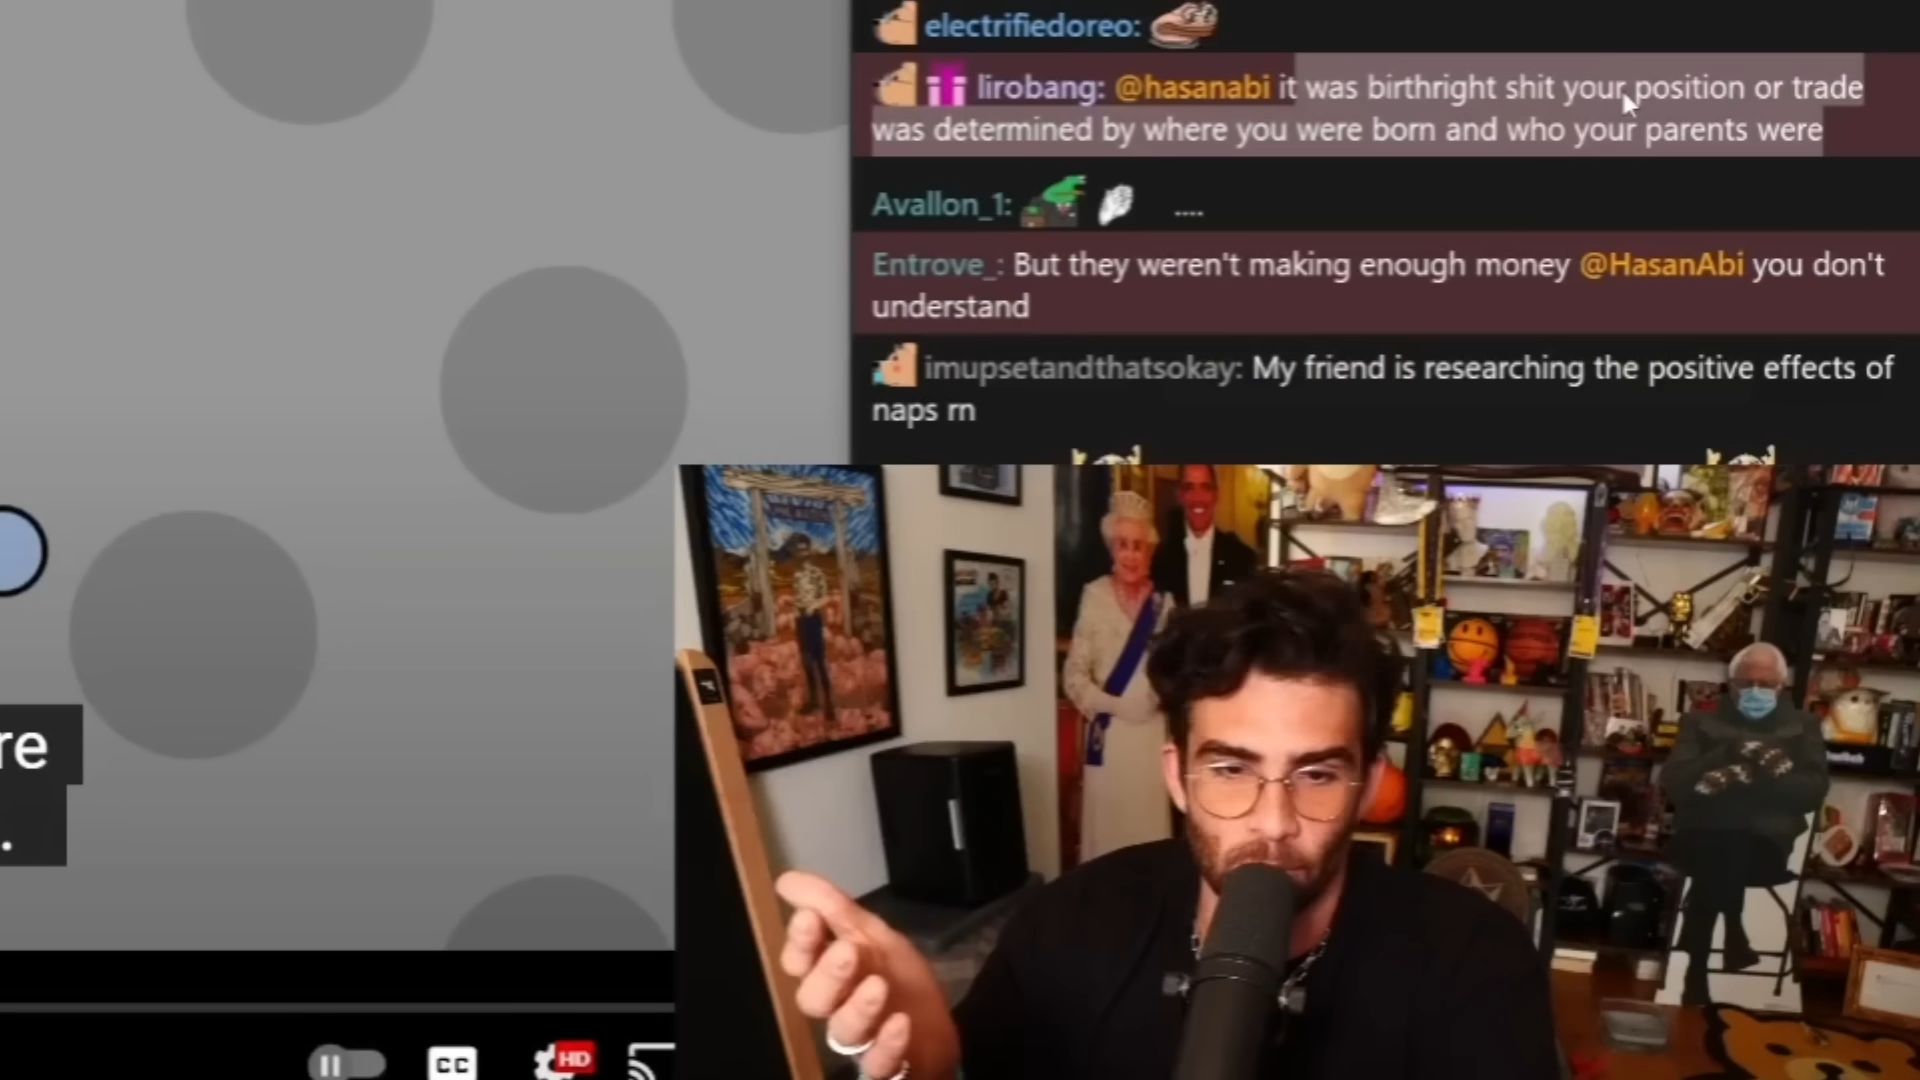 electrifiedoreo:
lirobang: @hasanabi it was birthright shit your position or trade
was determined by where you were born and who your parents were
Avallon_1: ....
Entrove_: But they weren't making enough money @HasanAbi you don't
understand
imupsetandthatsokay: My friend is researching the positive effects of
naps rn
re
.
CC
HD